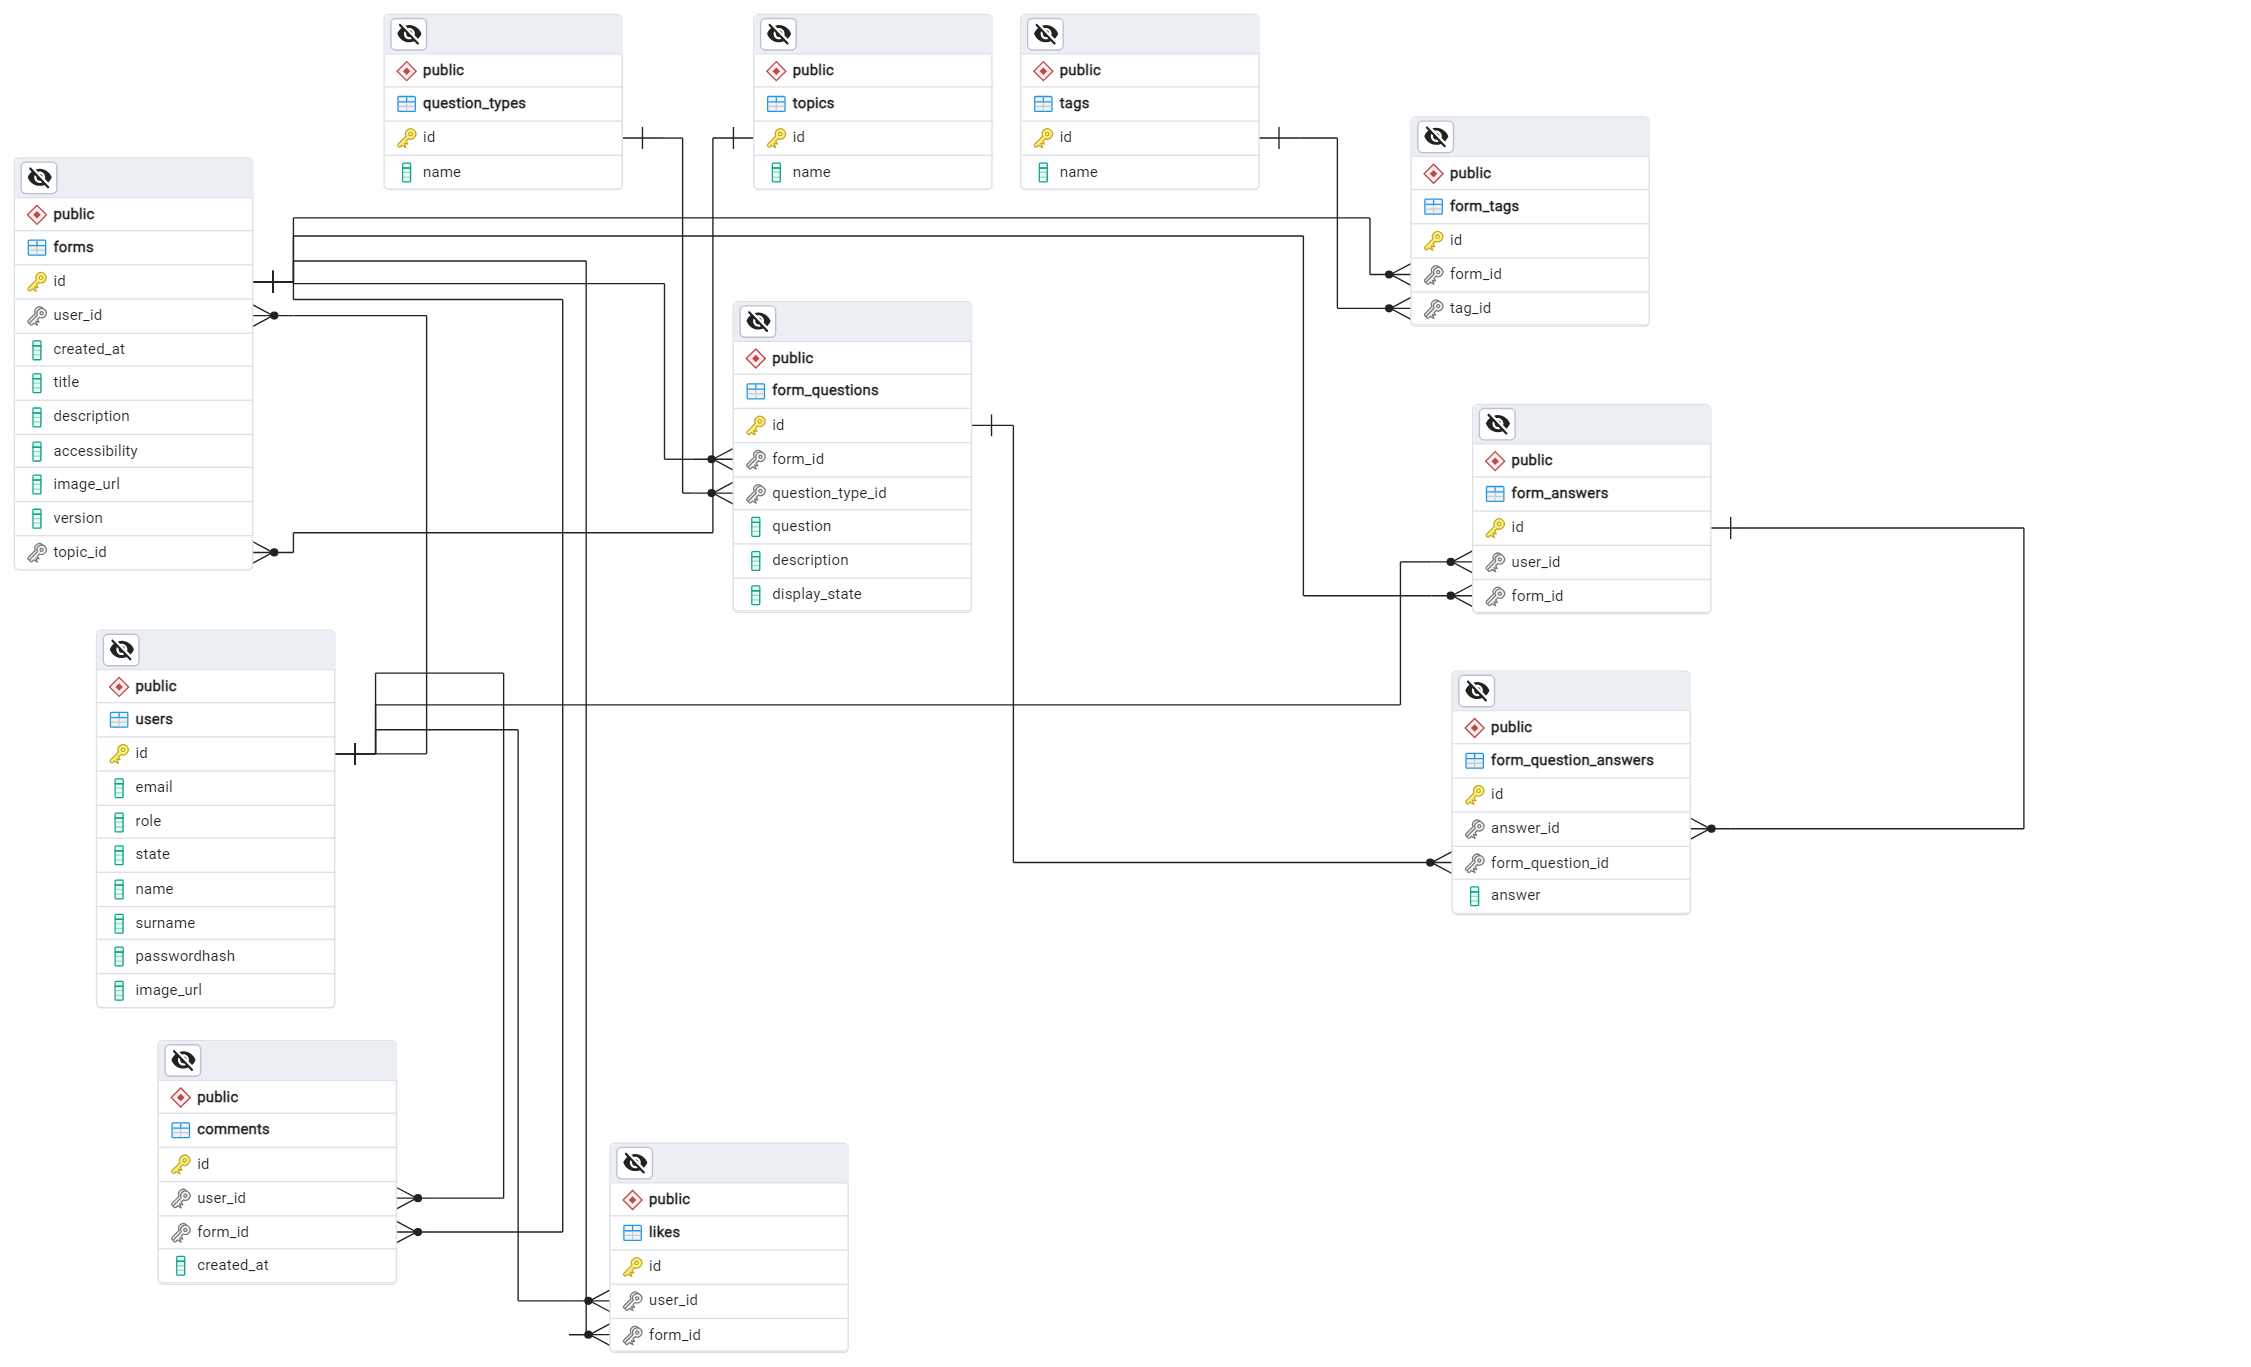 public
question_types
id
name
public
topics
id
name
public
tags
id
name
public
form_tags
id
form_id
tag_id
public
forms
id
user_id
created_at
title
description
accessibility
image_url
version
topic_id
public
form_questions
id
form_id
question_type_id
question
description
display_state
public
form_answers
id
user_id
form_id
public
users
id
email
role
state
name
surname
passwordhash
image_url
public
form_question_answers
id
answer_id
form_question_id
answer
public
comments
id
user_id
form_id
created_at
public
likes
id
user_id
form_id